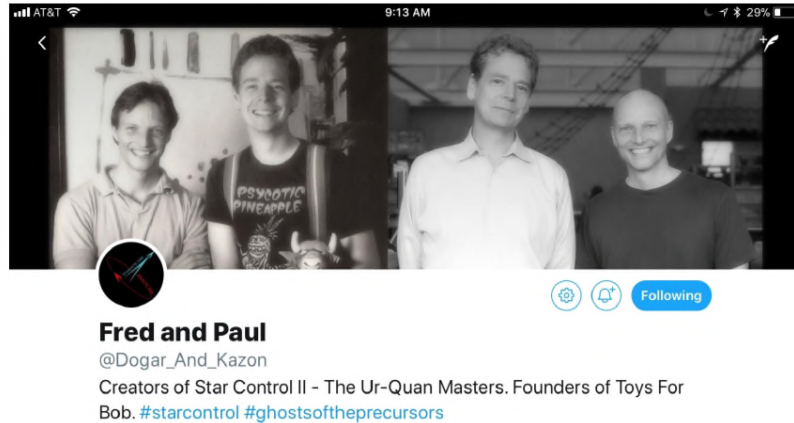 AT&T 9:13 AM 29%
PSYCOTIC
PINEAPPLE
Following
Fred and Paul
@Dogar_And_Kazon
Creators of Star Control II - The Ur-Quan Masters. Founders of Toys For
Bob. #starcontrol #ghostsoftheprecursors